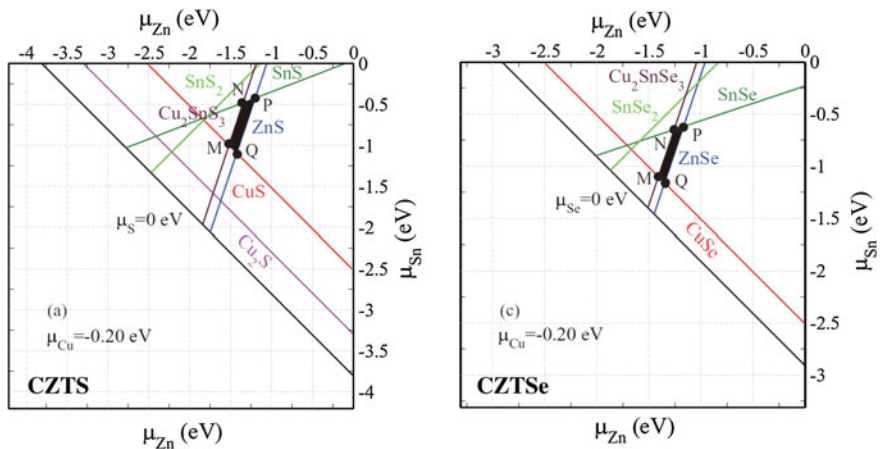 μZn (eV)
-4 -3.5 -3 -2.5 -2 -1.5 -1 -0.5 0
0
-0.5
-1
-1.5
-2
-2.5
-3
-3.5
-4
μSn (eV)
SnS2
SnS
N
P
Cu2SnS3
ZnS
M
Q
CuS
μS=0 eV
Cu2S
(a)
μCu=-0.20 eV
CZTS
μZn (eV)
μZn (eV)
-3 -2.5 -2 -1.5 -1 -0.5 0
0
-0.5
-1
-1.5
-2
-2.5
-3
μSn (eV)
Cu2SnSe3
SnSe2
SnSe
N
P
ZnSe
M
Q
μSe=0 eV
CuSe
(c)
μCu=-0.20 eV
CZTSe
μZn (eV)